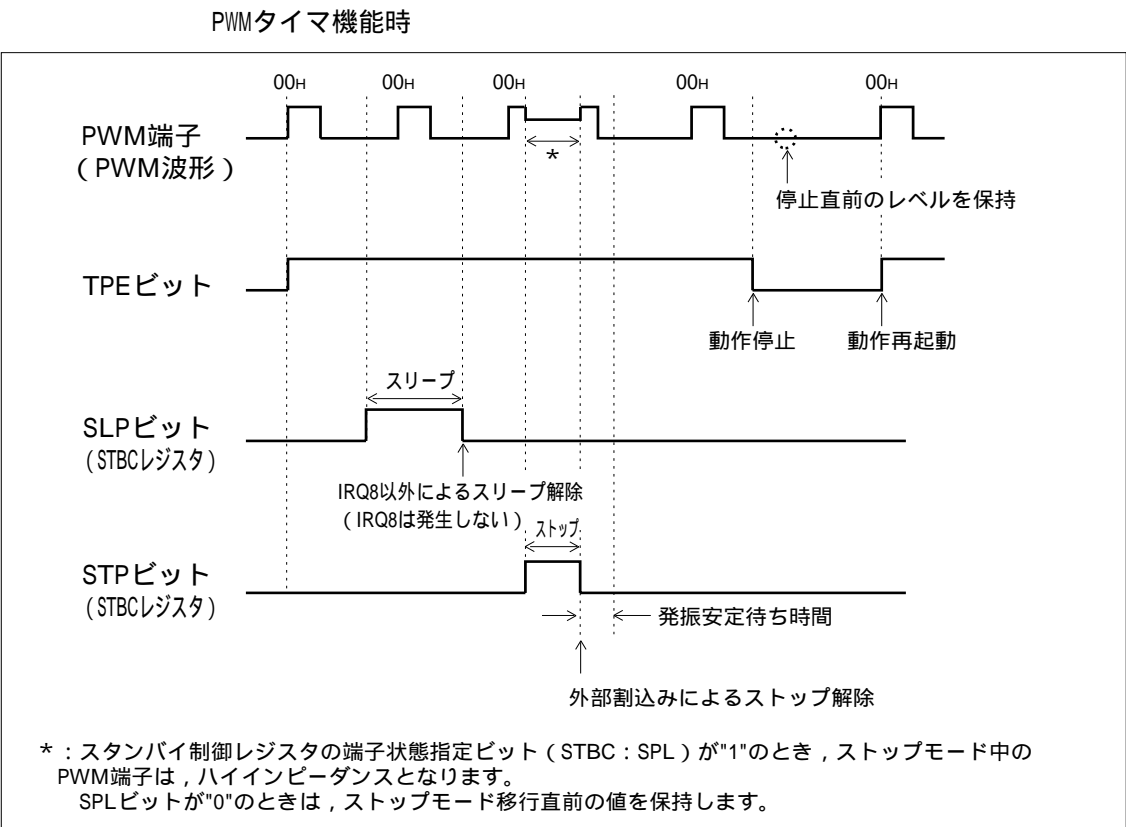 PWMタイマ機能時
00H 00H 00H 00H 00H
PWM端子
（PWM波形）
*
停止直前のレベルを保持
TPEビット
動作停止 動作再起動
スリープ
SLPビット
（STBCレジスタ）
IRQ8以外によるスリープ解除
（IRQ8は発生しない）
ストップ
STPビット
（STBCレジスタ）
発振安定待ち時間
外部割込みによるストップ解除
*：スタンバイ制御レジスタの端子状態指定ビット（STBC：SPL）が"1"のとき，ストップモード中の
PWM端子は，ハイインピーダンスとなります。
SPLビットが"0"のときは，ストップモード移行直前の値を保持します。